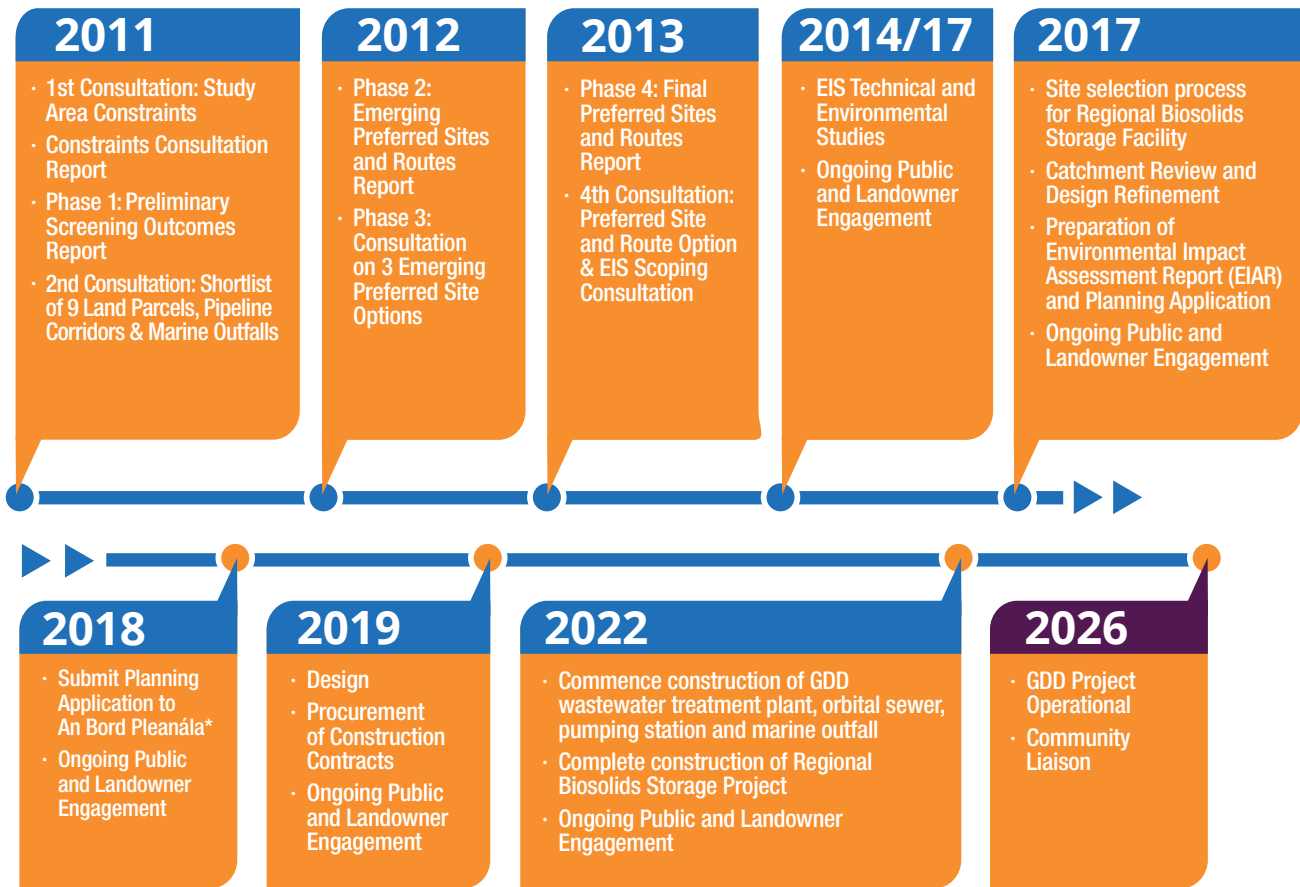 2011
· 1st Consultation: Study
Area Constraints
· Constraints Consultation
Report
· Phase 1: Preliminary
Screening Outcomes
Report
· 2nd Consultation: Shortlist
of 9 Land Parcels, Pipeline
Corridors & Marine Outfalls
2012
· Phase 2:
Emerging
Preferred Sites
and Routes
Report
· Phase 3:
Consultation
on 3 Emerging
Preferred Site
Options
2013
· Phase 4: Final
Preferred Sites
and Routes
Report
· 4th Consultation:
Preferred Site
and Route Option
& EIS Scoping
Consultation
2014/17
· EIS Technical and
Environmental
Studies
· Ongoing Public
and Landowner
Engagement
2017
· Site selection process
for Regional Biosolids
Storage Facility
· Catchment Review and
Design Refinement
· Preparation of
Environmental Impact
Assessment Report (EIAR)
and Planning Application
· Ongoing Public and
Landowner Engagement
2018
· Submit Planning
Application to
An Bord Pleanála*
· Ongoing Public
and Landowner
Engagement
2019
· Design
· Procurement
of Construction
Contracts
· Ongoing Public
and Landowner
Engagement
2022
· Commence construction of GDD
wastewater treatment plant, orbital sewer,
pumping station and marine outfall
· Complete construction of Regional
Biosolids Storage Project
· Ongoing Public and Landowner
Engagement
2026
· GDD Project
Operational
· Community
Liaison